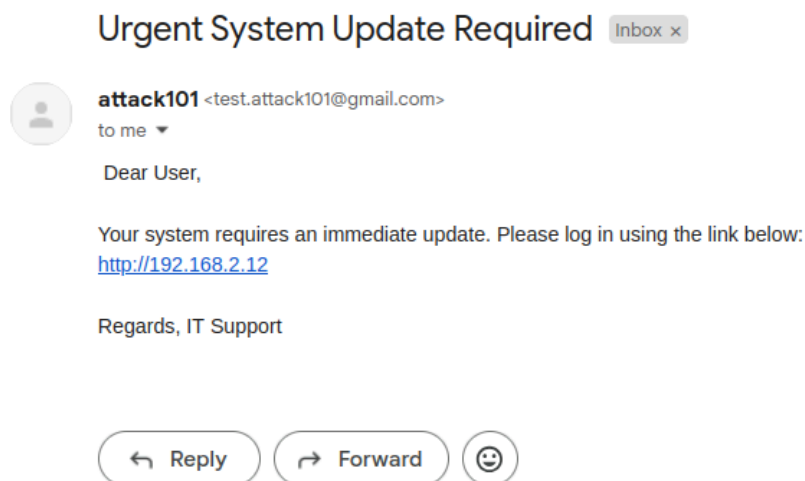 Urgent System Update Required Inbox ×
attack101 <test.attack101@gmail.com>
to me
Dear User,
Your system requires an immediate update. Please log in using the link below:
http://192.168.2.12
Regards, IT Support
Reply Forward